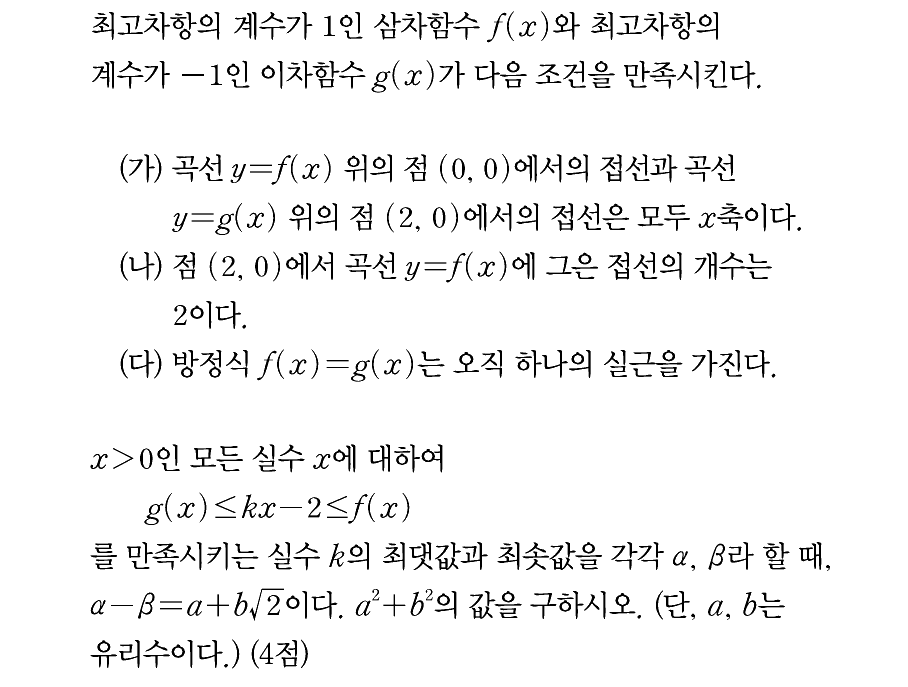 최고차항의 계수가 1인 삼차함수 f(x)와 최고차항의
계수가 −1인 이차함수 g(x)가 다음 조건을 만족시킨다.
(가) 곡선 y=f(x) 위의 점 (0, 0)에서의 접선과 곡선
y=g(x) 위의 점 (2, 0)에서의 접선은 모두 x축이다.
(나) 점 (2, 0)에서 곡선 y=f(x)에 그은 접선의 개수는
2이다.
(다) 방정식 f(x)=g(x)는 오직 하나의 실근을 가진다.
x>0인 모든 실수 x에 대하여
g(x)≤kx−2≤f(x)
를 만족시키는 실수 k의 최댓값과 최솟값을 각각 α, β라 할 때,
α−β=a+b√2이다. a²+b²의 값을 구하시오. (단, a, b는
유리수이다.) (4점)